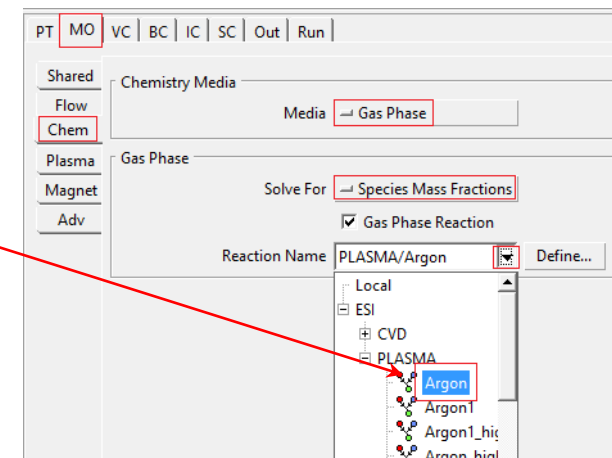 PT MO VC BC IC SC Out Run
Shared
Chemistry Media
Flow
Media Gas Phase
Chem
Plasma
Gas Phase
Magnet
Solve For Species Mass Fractions
Adv
Gas Phase Reaction
Reaction Name PLASMA/Argon Define...
Local
ESI
CVD
PLASMA
Argon
Argon1